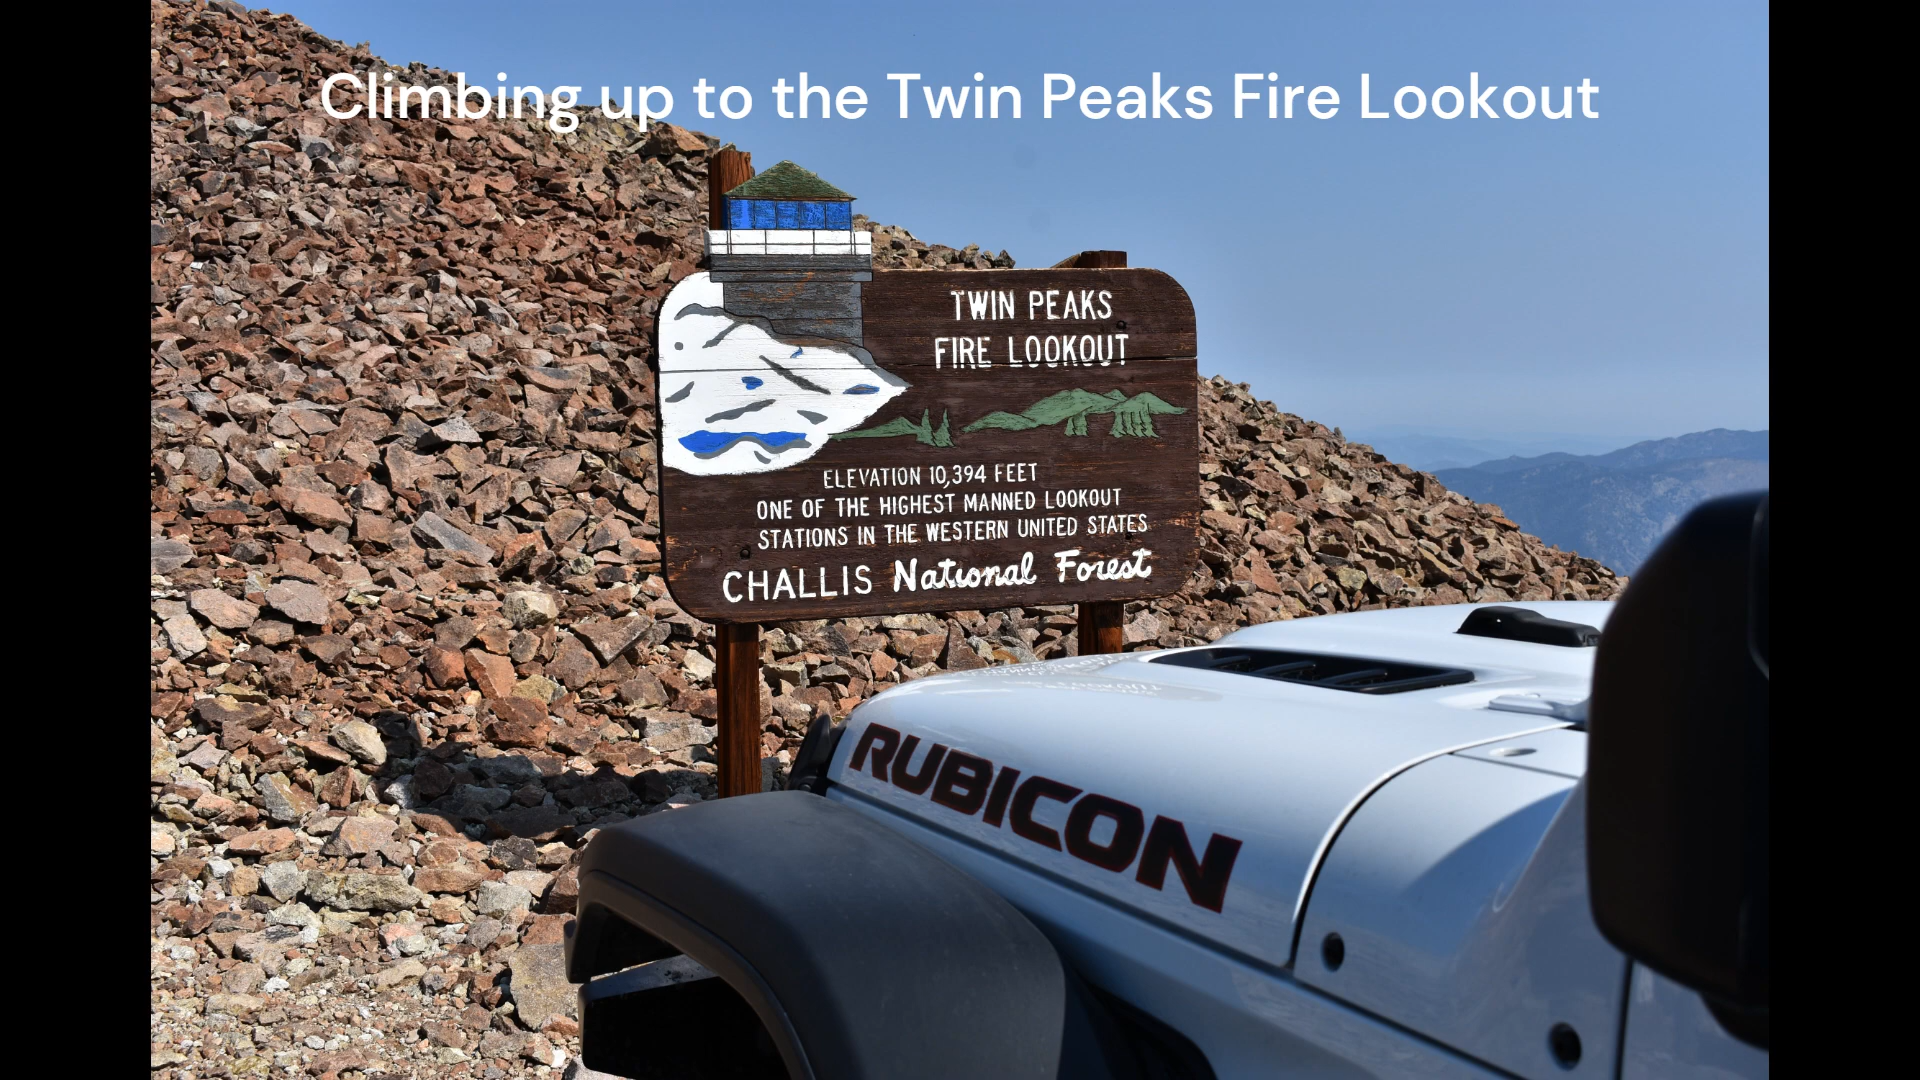 Climbing up to the Twin Peaks Fire Lookout
TWIN PEAKS
FIRE LOOKOUT
ELEVATION 10,394 FEET
ONE OF THE HIGHEST MANNED LOOKOUT
STATIONS IN THE WESTERN UNITED STATES
CHALLIS National Forest
RUBICON